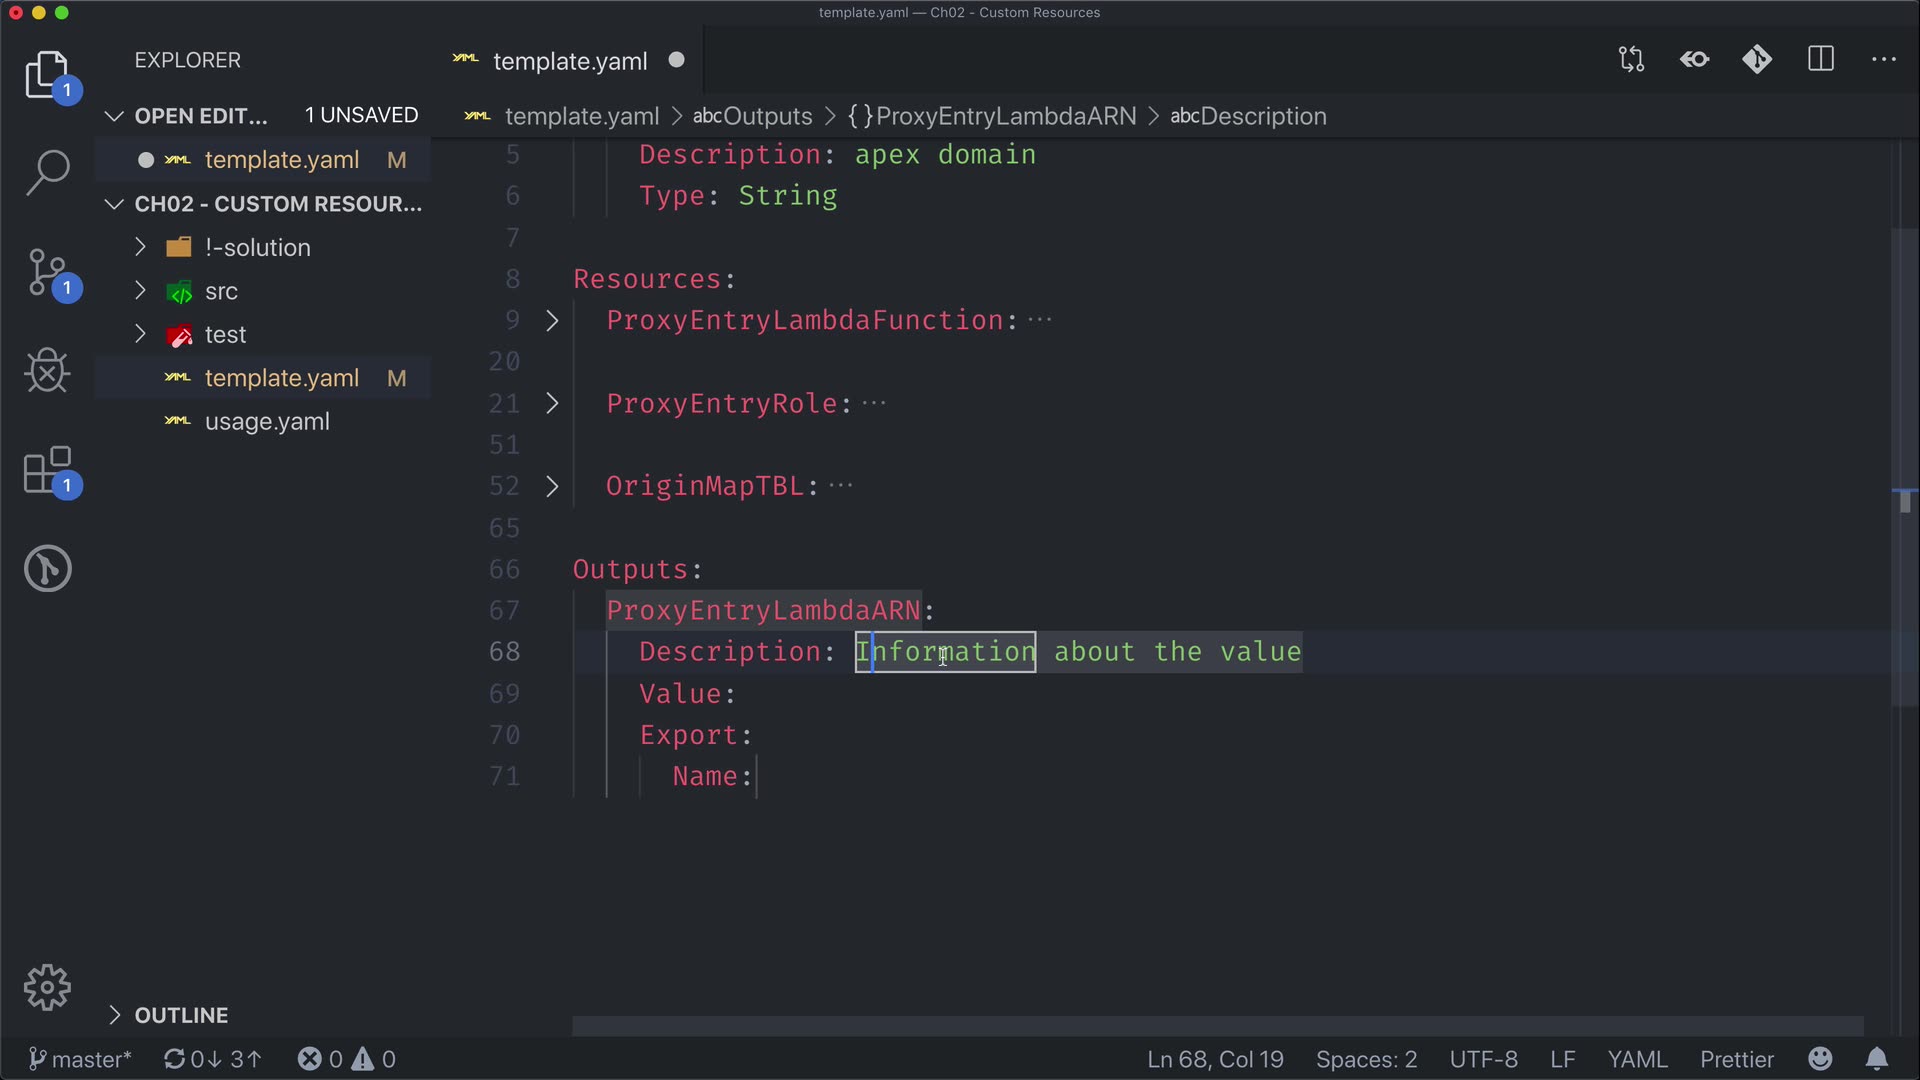 template.yaml — Ch02 - Custom Resources
EXPLORER
template.yaml
OPEN EDIT... 1 UNSAVED
template.yaml M
CH02 - CUSTOM RESOUR...
!-solution
src
test
template.yaml M
usage.yaml
OUTLINE
1
1
1
template.yaml > abcOutputs > {}ProxyEntryLambdaARN > abcDescription
5 Description: apex domain
6 Type: String
7
8 Resources:
9 ProxyEntryLambdaFunction: ...
20
21 ProxyEntryRole: ...
51
52 OriginMapTBL: ...
65
66 Outputs:
67 ProxyEntryLambdaARN:
68 Description: Information about the value
69 Value:
70 Export:
71 Name:
master* 0↓ 3↑ 0 0 Ln 68, Col 19 Spaces: 2 UTF-8 LF YAML Prettier